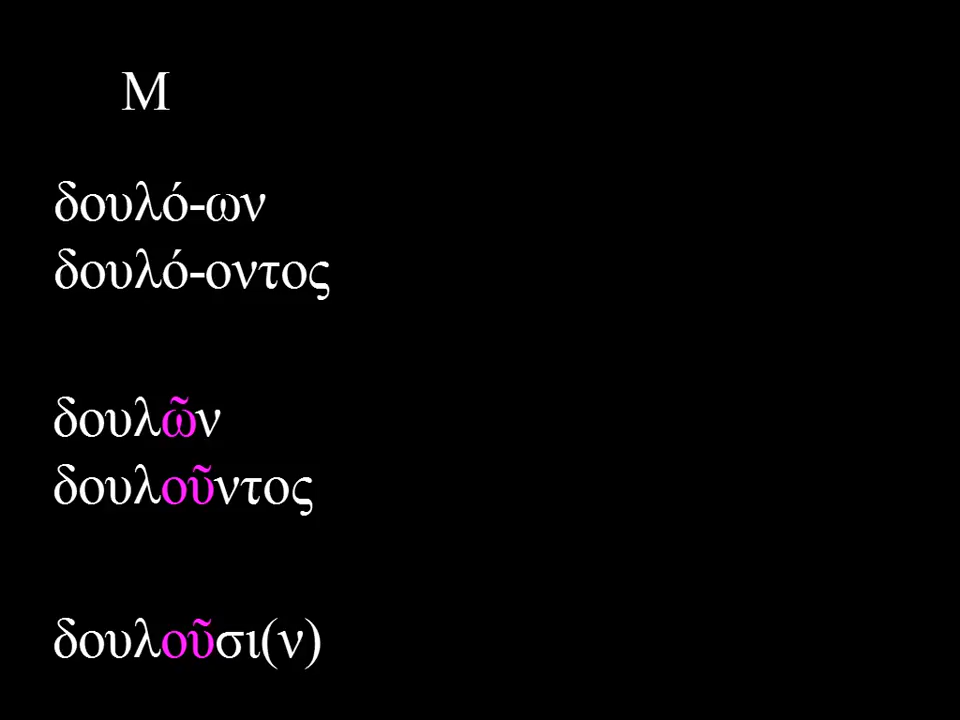 Μ
δουλό-ων
δουλό-οντος
δουλῶν
δουλοῦντος
δουλοῦσι(ν)